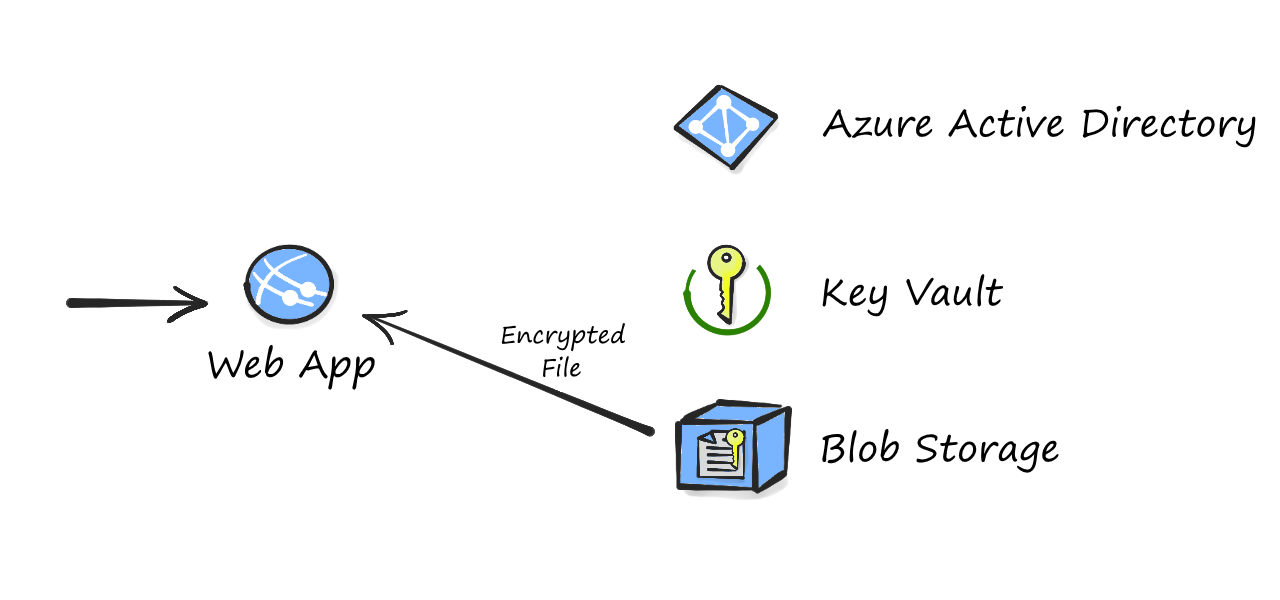 Azure Active Directory
Key Vault
Encrypted
File
Web App
Blob Storage